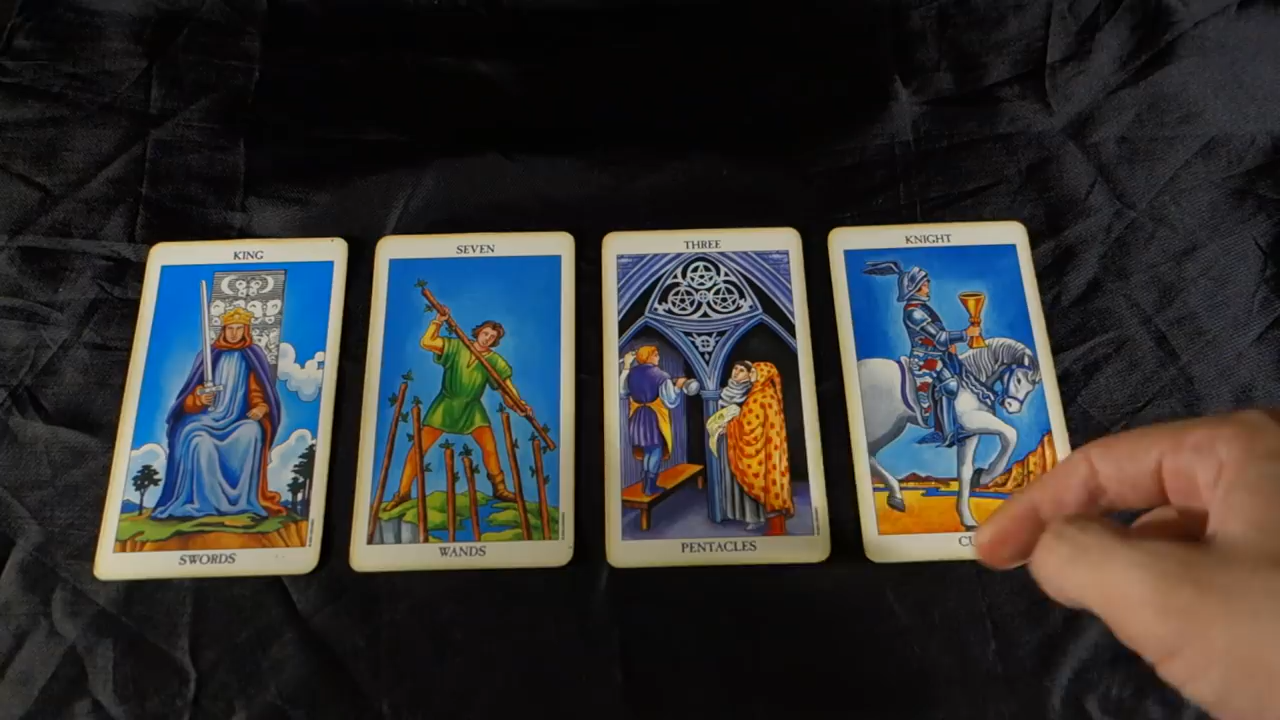 KING
SWORDS
SEVEN
WANDS
THREE
PENTACLES
KNIGHT